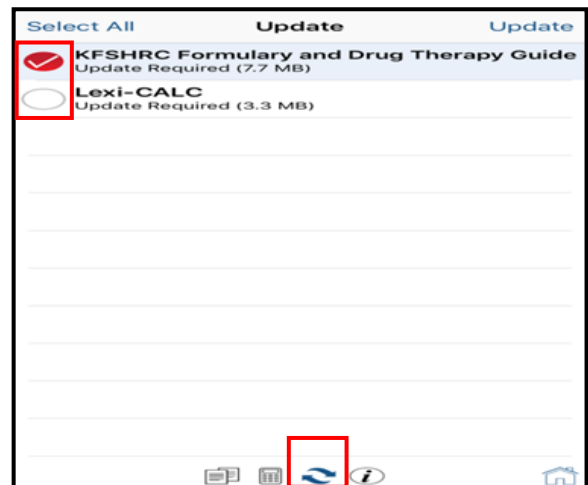 Select All Update Update
KFSHRC Formulary and Drug Therapy Guide
Update Required (7.7 MB)
Lexi-CALC
Update Required (3.3 MB)
i